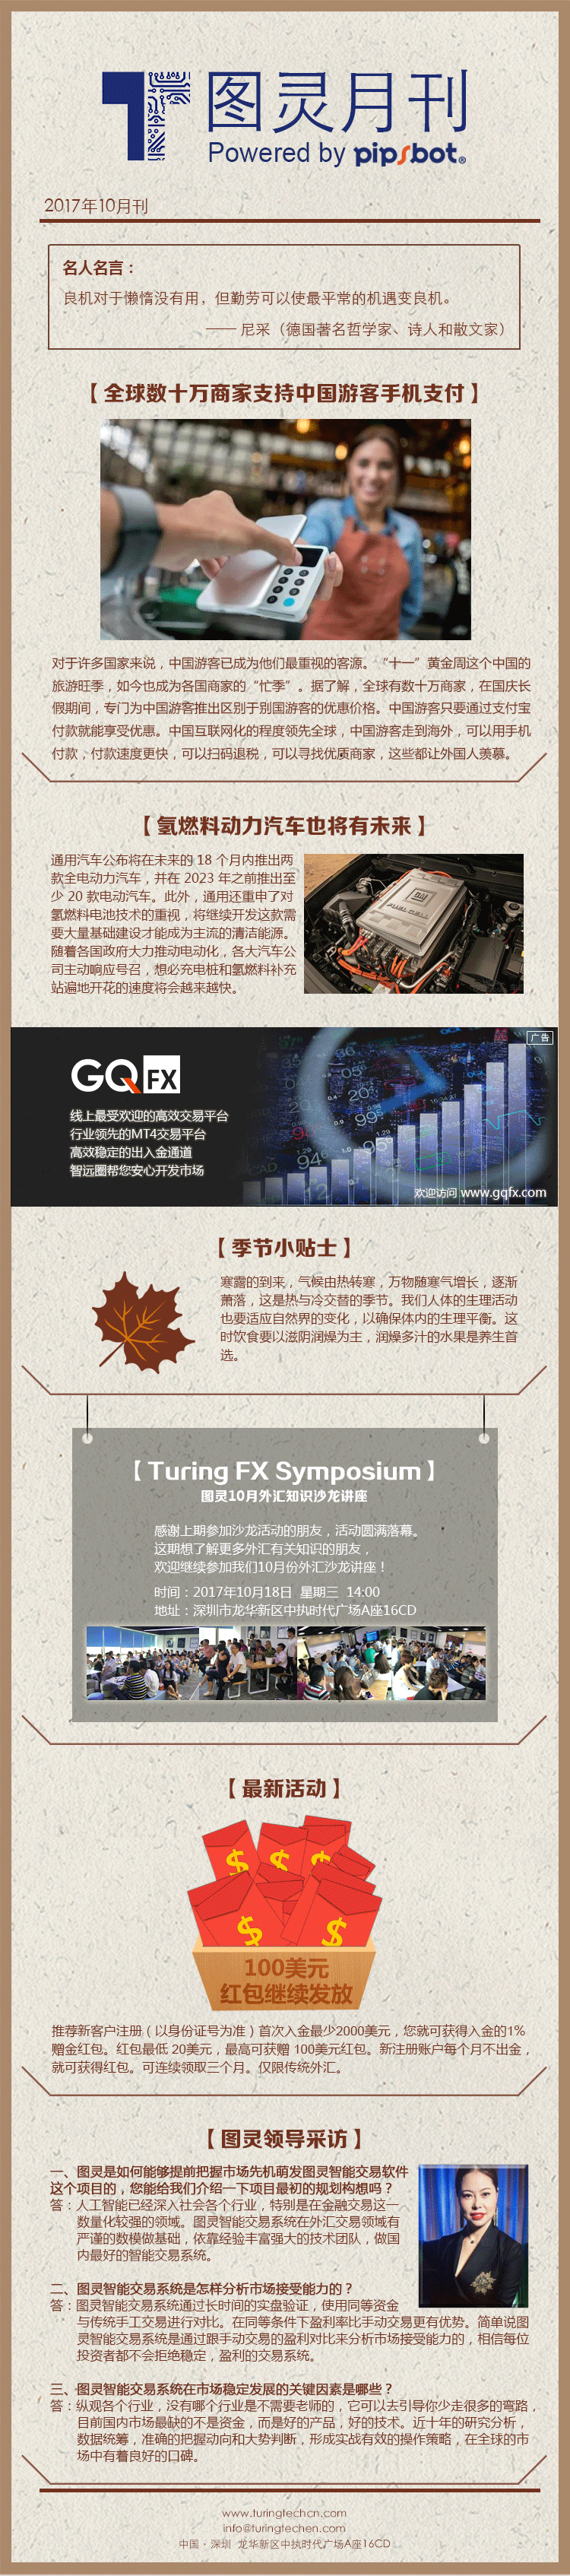 图灵月刊
Powered by pipsbot®
2017年10月刊
名人名言：
良机对于懒惰没有用，但勤劳可以使最平常的机遇变良机。
—— 尼采（德国著名哲学家、诗人和散文家）
【全球数十万商家支持中国游客手机支付】
对于许多国家来说，中国游客已成为他们最重视的客源。“十一”黄金周这个中国的
旅游旺季，如今也成为各国商家的“忙季”。据了解，全球有数十万商家，在国庆长
假期间，专门为中国游客推出区别于别国游客的优惠价格。中国游客只要通过支付宝
付款就能享受优惠。中国互联网化的程度领先全球，中国游客走到海外，可以用手机
付款，付款速度更快，可以扫码退税，可以寻找优质商家，这些都让外国人羡慕。
【氢燃料动力汽车也将有未来】
通用汽车公布将在未来的 18 个月内推出两
款全电动力汽车，并在 2023 年之前推出至
少 20 款电动汽车。此外，通用还重申了对
氢燃料电池技术的重视，将继续开发这款需
要大量基础建设才能成为主流的清洁能源。
随着各国政府大力推动电动化，各大汽车公
司主动响应号召，想必充电桩和氢燃料补充
站遍地开花的速度将会越来越快。
FUEL CELL
广告
GQFX
线上最受欢迎的高效交易平台
行业领先的MT4交易平台
高效稳定的出入金通道
智远圈帮您安心开发市场
欢迎访问 www.gqfx.com
【季节小贴士】
寒露的到来，气候由热转寒，万物随寒气增长，逐渐
萧落，这是热与冷交替的季节。我们人体的生理活动
也要适应自然界的变化，以确保体内的生理平衡。这
时饮食要以滋阴润燥为主，润燥多汁的水果是养生首
选。
【Turing FX Symposium】
图灵10月外汇知识沙龙讲座
感谢上期参加沙龙活动的朋友，活动圆满落幕。
这期想了解更多外汇有关知识的朋友，
欢迎继续参加我们10月份外汇沙龙讲座！
时间：2017年10月18日 星期三 14:00
地址：深圳市龙华新区中执时代广场A座16CD
【最新活动】
100美元
红包继续发放
推荐新客户注册（以身份证号为准）首次入金最少2000美元，您就可获得入金的1%
赠金红包。红包最低 20美元，最高可获赠 100美元红包。新注册账户每个月不出金，
就可获得红包。可连续领取三个月。仅限传统外汇。
【图灵领导采访】
一、图灵是如何能够提前把握市场先机萌发图灵智能交易软件
这个项目的，您能给我们介绍一下项目最初的规划构想吗？
答：人工智能已经深入社会各个行业，特别是在金融交易这一
数量化较强的领域。图灵智能交易系统在外汇交易领域有
严谨的数模做基础，依靠经验丰富强大的技术团队，做国
内最好的智能交易系统。
二、图灵智能交易系统是怎样分析市场接受能力的？
答：图灵智能交易系统通过长时间的实盘验证，使用同等资金
与传统手工交易进行对比。在同等条件下盈利率比手动交易更有优势。简单说图
灵智能交易系统是通过跟手动交易的盈利对比来分析市场接受能力的，相信每位
投资者都不会拒绝稳定，盈利的交易系统。
三、图灵智能交易系统在市场稳定发展的关键因素是哪些？
答：纵观各个行业，没有哪个行业是不需要老师的，它可以去引导你少走很多的弯路，
目前国内市场最缺的不是资金，而是好的产品，好的技术。近十年的研究分析，
数据统筹，准确的把握动向和大势判断，形成实战有效的操作策略，在全球的市
场中有着良好的口碑。
www.turingtechcn.com
info@turingtechen.com
中国·深圳 龙华新区中执时代广场A座16CD